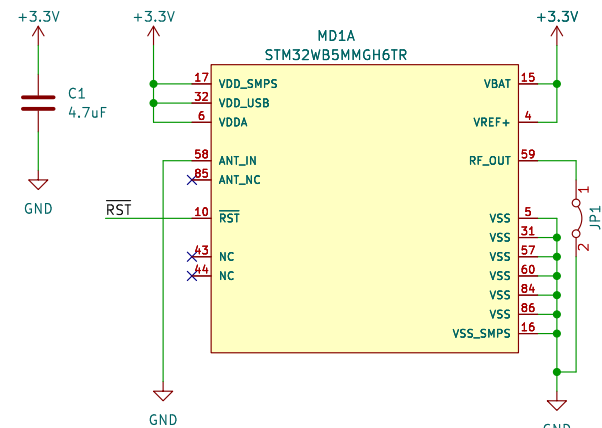 +3.3V
+3.3V
+3.3V
MD1A
STM32WB5MMGH6TR
C1
4.7uF
GND
17 VDD_SMPS
32 VDD_USB
6 VDDA
58 ANT_IN
85 ANT_NC
RST
10 RST
43 NC
44 NC
VBAT 15
VREF+ 4
RF_OUT 59
VSS 5
VSS 31
VSS 57
VSS 60
VSS 84
VSS 86
VSS_SMPS 16
1
JP1
2
GND
GND